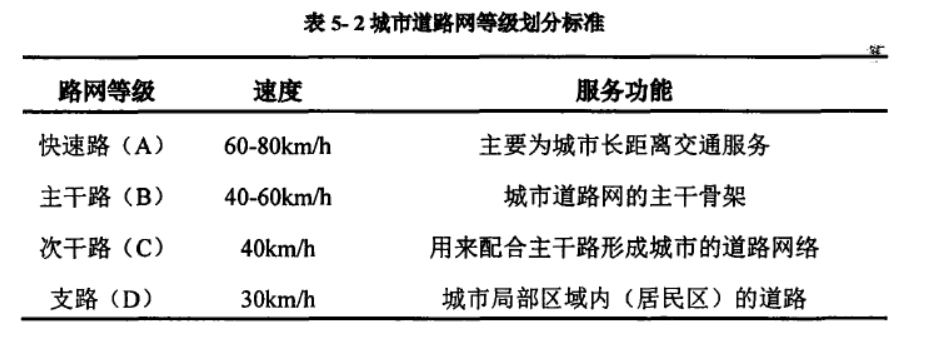 表 5- 2 城市道路网等级划分标准
路网等级 速度 服务功能
快速路（A） 60-80km/h 主要为城市长距离交通服务
主干路（B） 40-60km/h 城市道路网的主干骨架
次干路（C） 40km/h 用来配合主干路形成城市的道路网络
支路（D） 30km/h 城市局部区域内（居民区）的道路